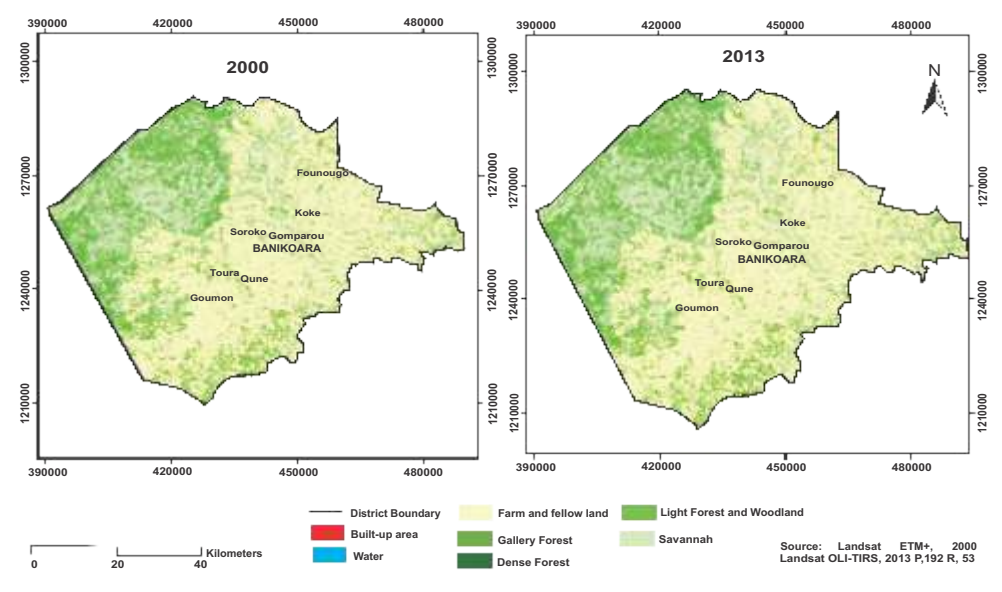 390000 420000 450000 480000
390000 420000 450000 480000
2000
2013
N
1300000
1270000
1240000
1210000
1300000
1270000
1240000
1210000
1300000
1270000
1240000
1210000
1300000
1270000
1240000
1210000
Founougo
Koke
Soroko
Gomparou
BANIKOARA
Toura
Qune
Goumon
Founougo
Koke
Soroko
Gomparou
BANIKOARA
Toura
Qune
Goumon
390000 420000 450000 480000
390000 420000 450000 480000
District Boundary
Built-up area
Water
Farm and fellow land
Gallery Forest
Dense Forest
Light Forest and Woodland
Savannah
Kilometers
0 20 40
Source: Landsat ETM+, 2000
Landsat OLI-TIRS, 2013 P,192 R, 53